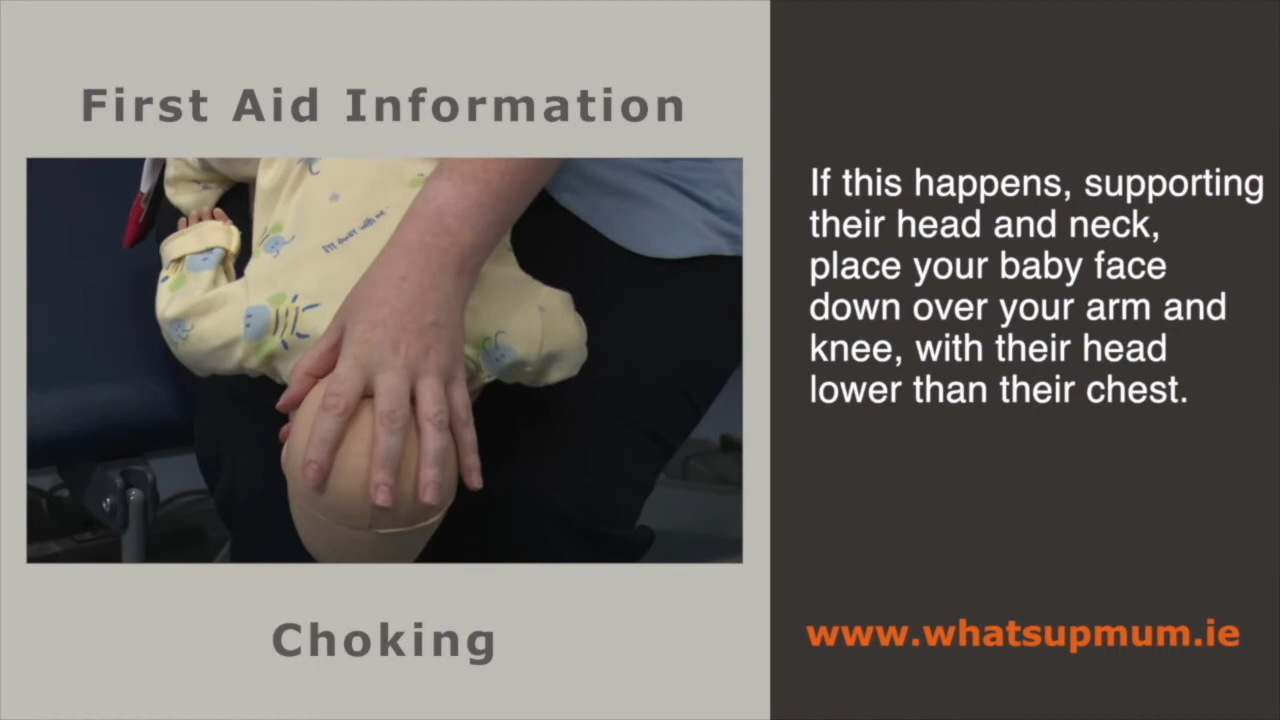 First Aid Information
If this happens, supporting
their head and neck,
place your baby face
down over your arm and
knee, with their head
lower than their chest.
Choking
www.whatsupmum.ie